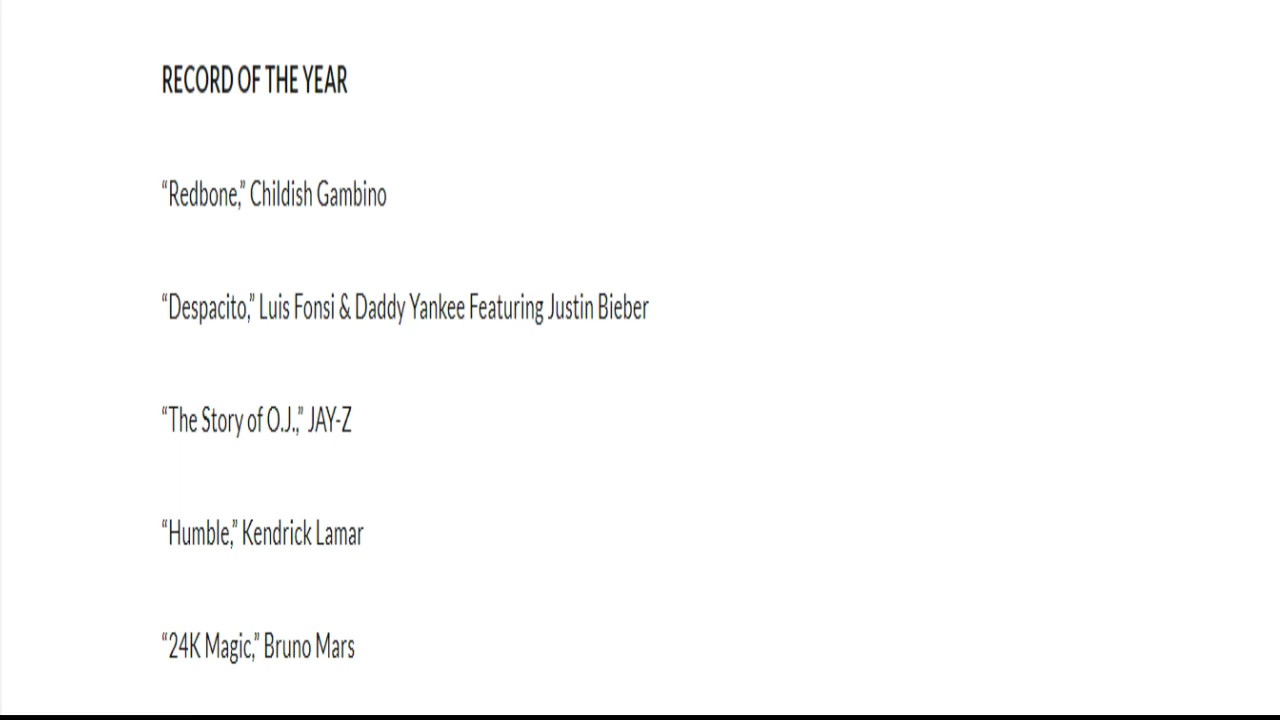 RECORD OF THE YEAR
“Redbone,” Childish Gambino
“Despacito,” Luis Fonsi & Daddy Yankee Featuring Justin Bieber
“The Story of O.J.,” JAY-Z
“Humble,” Kendrick Lamar
“24K Magic,” Bruno Mars